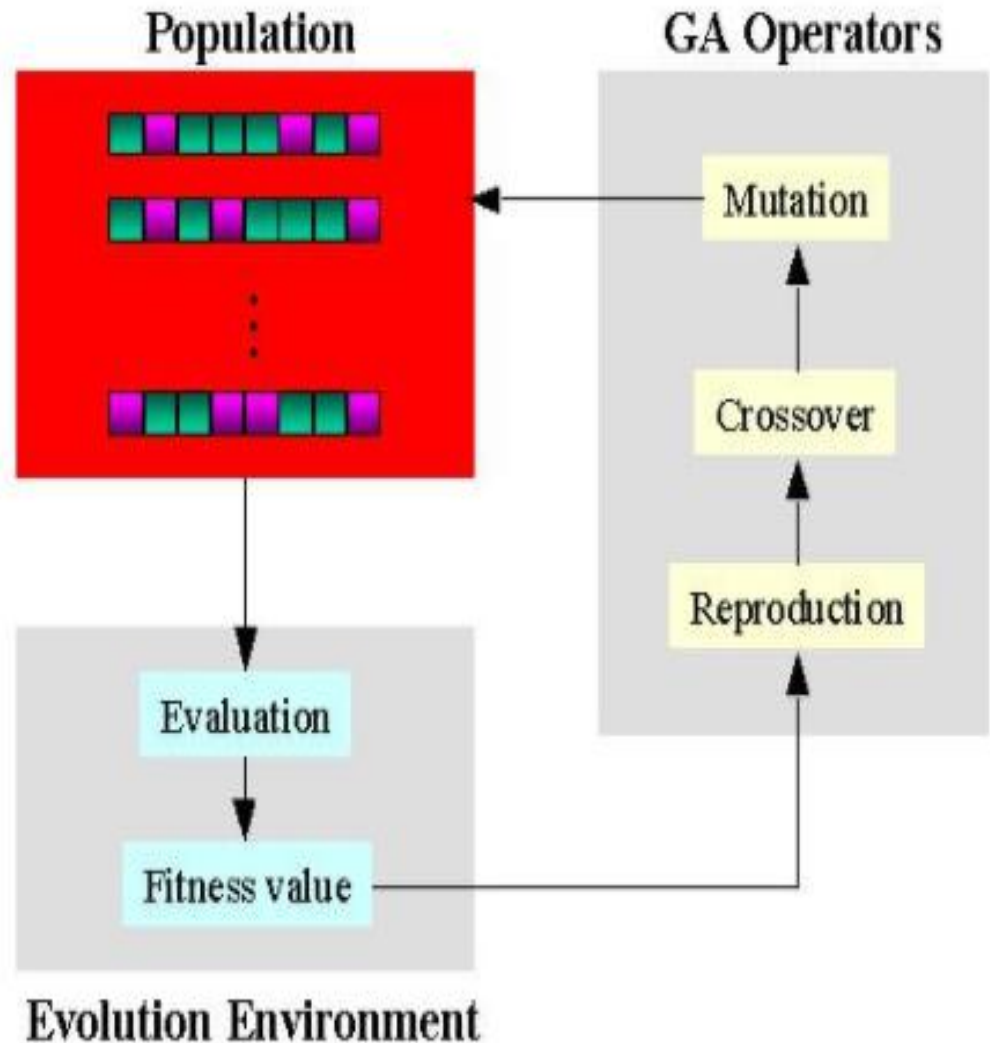 Population
GA Operators
Mutation
Crossover
Reproduction
Evaluation
Fitness value
Evolution Environment